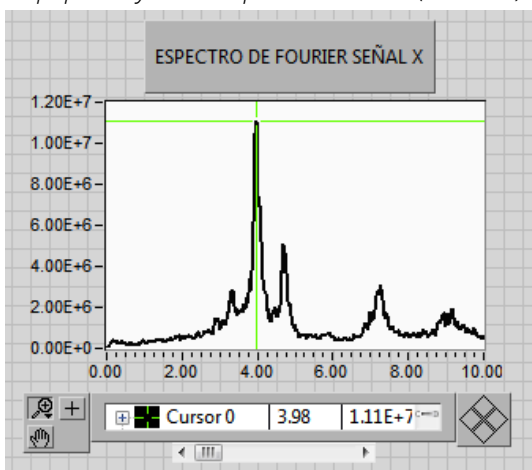 ESPECTRO DE FOURIER SEÑAL X
1.20E+7
1.00E+7
8.00E+6
6.00E+6
4.00E+6
2.00E+6
0.00E+0
0.00 2.00 4.00 6.00 8.00 10.00
Cursor 0 3.98 1.11E+7